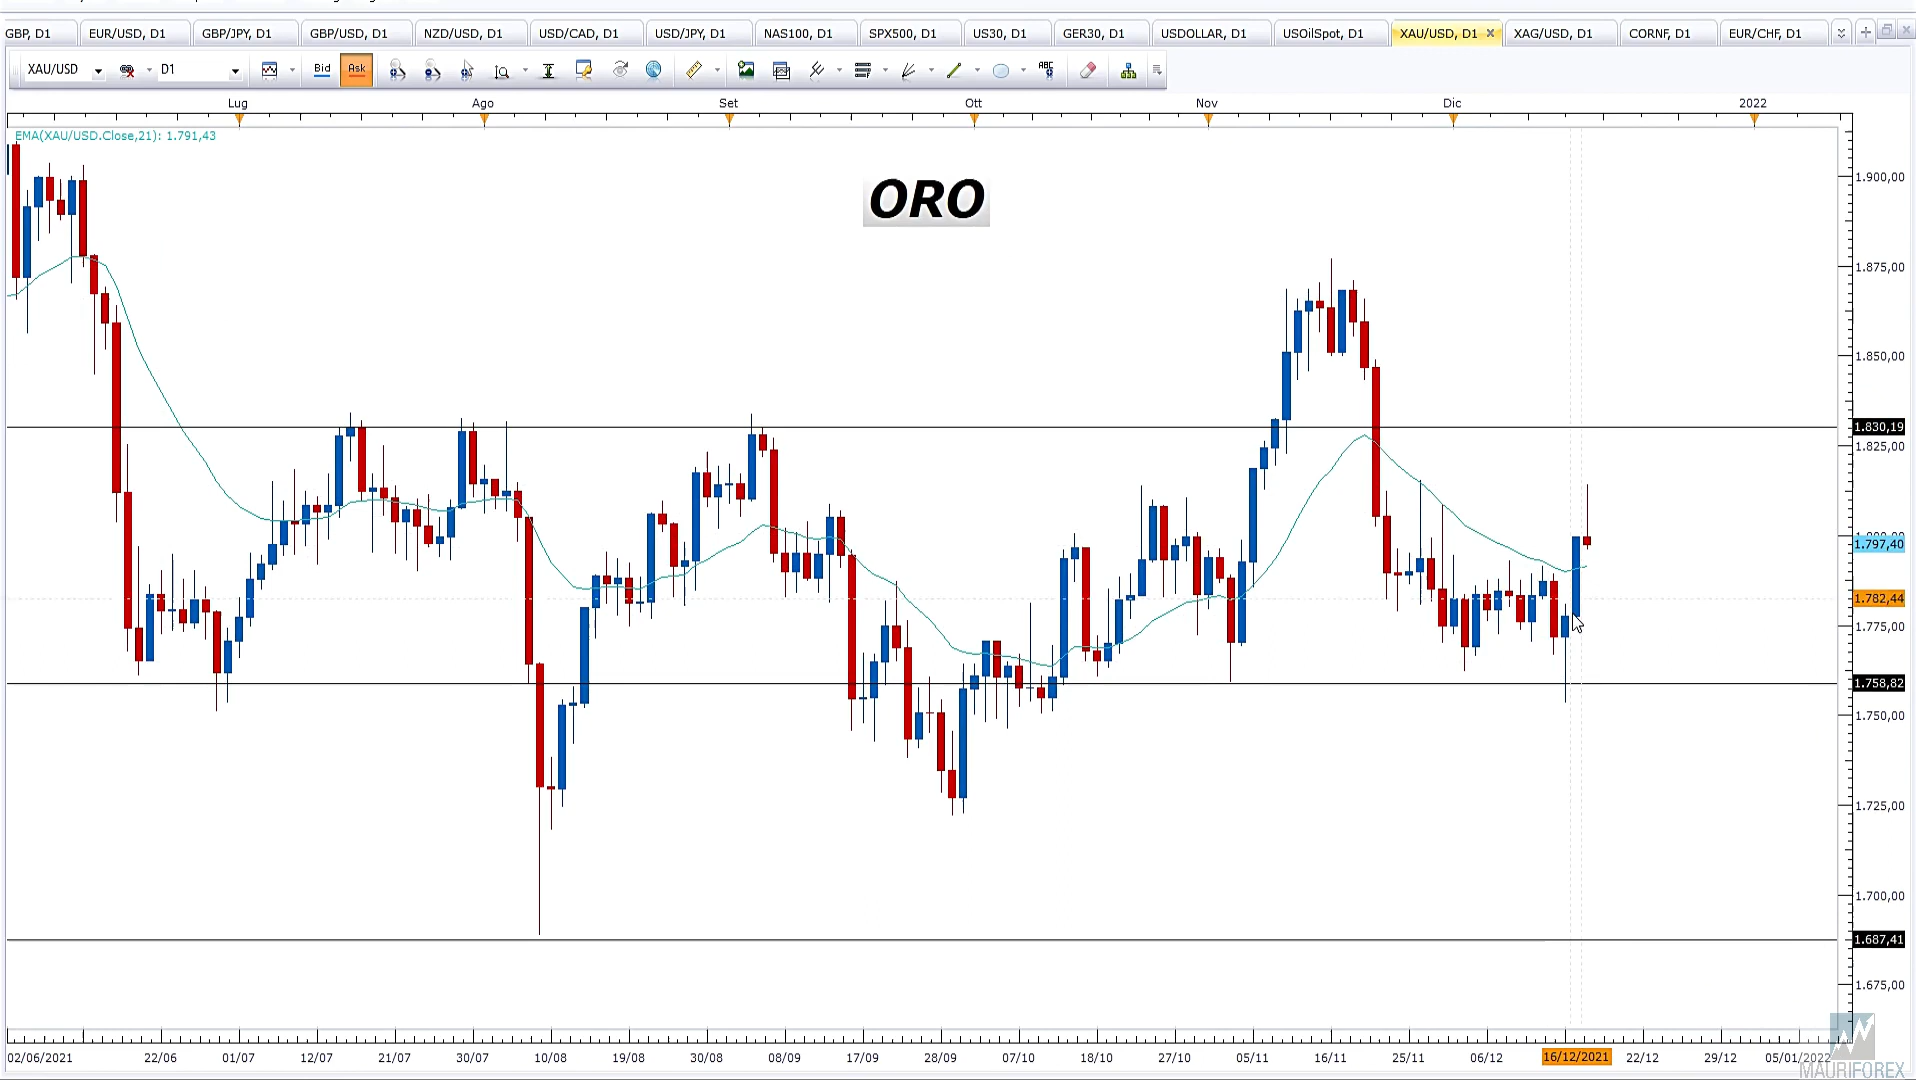 GBP, D1 EUR/USD, D1 GBP/JPY, D1 GBP/USD, D1 NZD/USD, D1 USD/CAD, D1 USD/JPY, D1 NAS100, D1 SPX500, D1 US30, D1 GER30, D1 USDOLLAR, D1 USOilSpot, D1 XAU/USD, D1 XAG/USD, D1 CORNF, D1 EUR/CHF, D1
XAU/USD D1 Bid Ask ABC
Lug Ago Set Ott Nov Dic 2022
EMA(XAU/USD.Close,21): 1.791,43
ORO
1.900,00
1.875,00
1.850,00
1.830,19
1.825,00
1.797,40
1.782,44
1.775,00
1.758,82
1.750,00
1.725,00
1.700,00
1.687,41
1.675,00
02/06/2021 22/06 01/07 12/07 21/07 30/07 10/08 19/08 30/08 08/09 17/09 28/09 07/10 18/10 27/10 05/11 16/11 25/11 06/12 16/12/2021 22/12 29/12 05/01/2022
MAURIFOREX